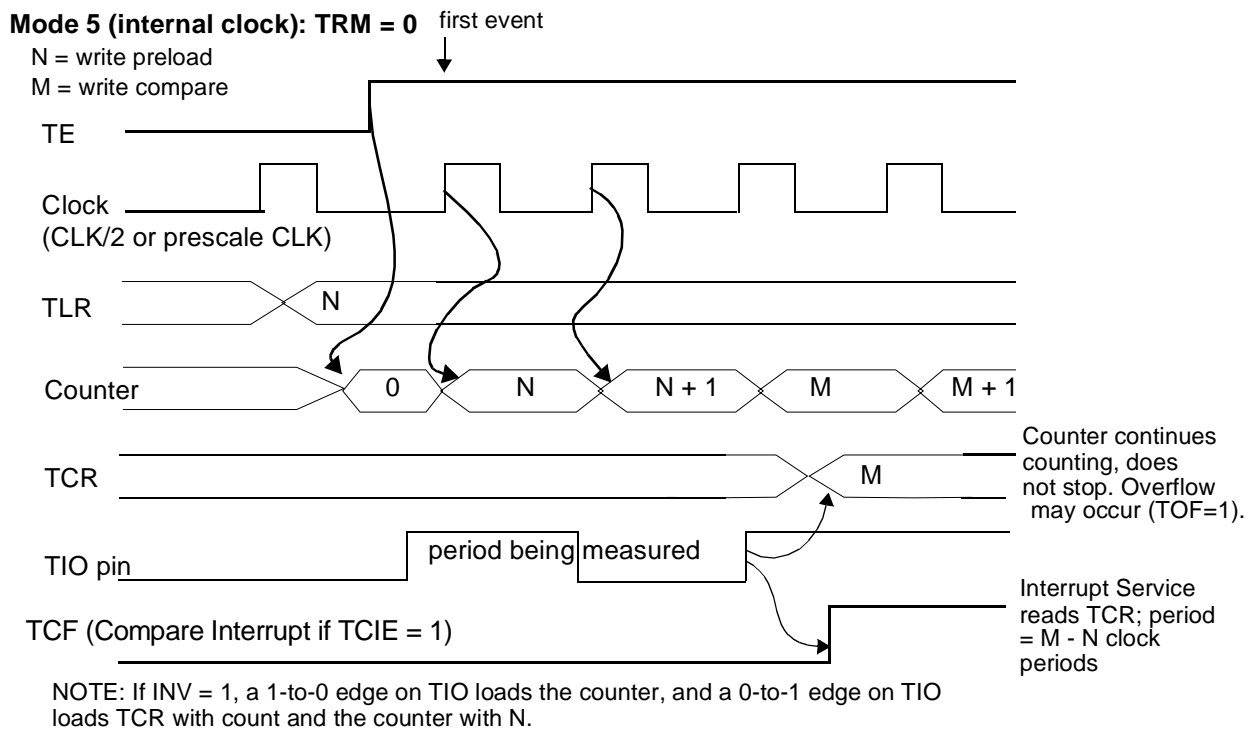 Mode 5 (internal clock): TRM = 0
first event
N = write preload
M = write compare
TE
Clock
(CLK/2 or prescale CLK)
TLR
N
Counter
0
N
N + 1
M
M + 1
TCR
M
Counter continues
counting, does
not stop. Overflow
may occur (TOF=1).
TIO pin
period being measured
TCF (Compare Interrupt if TCIE = 1)
Interrupt Service
reads TCR; period
= M - N clock
periods
NOTE: If INV = 1, a 1-to-0 edge on TIO loads the counter, and a 0-to-1 edge on TIO
loads TCR with count and the counter with N.